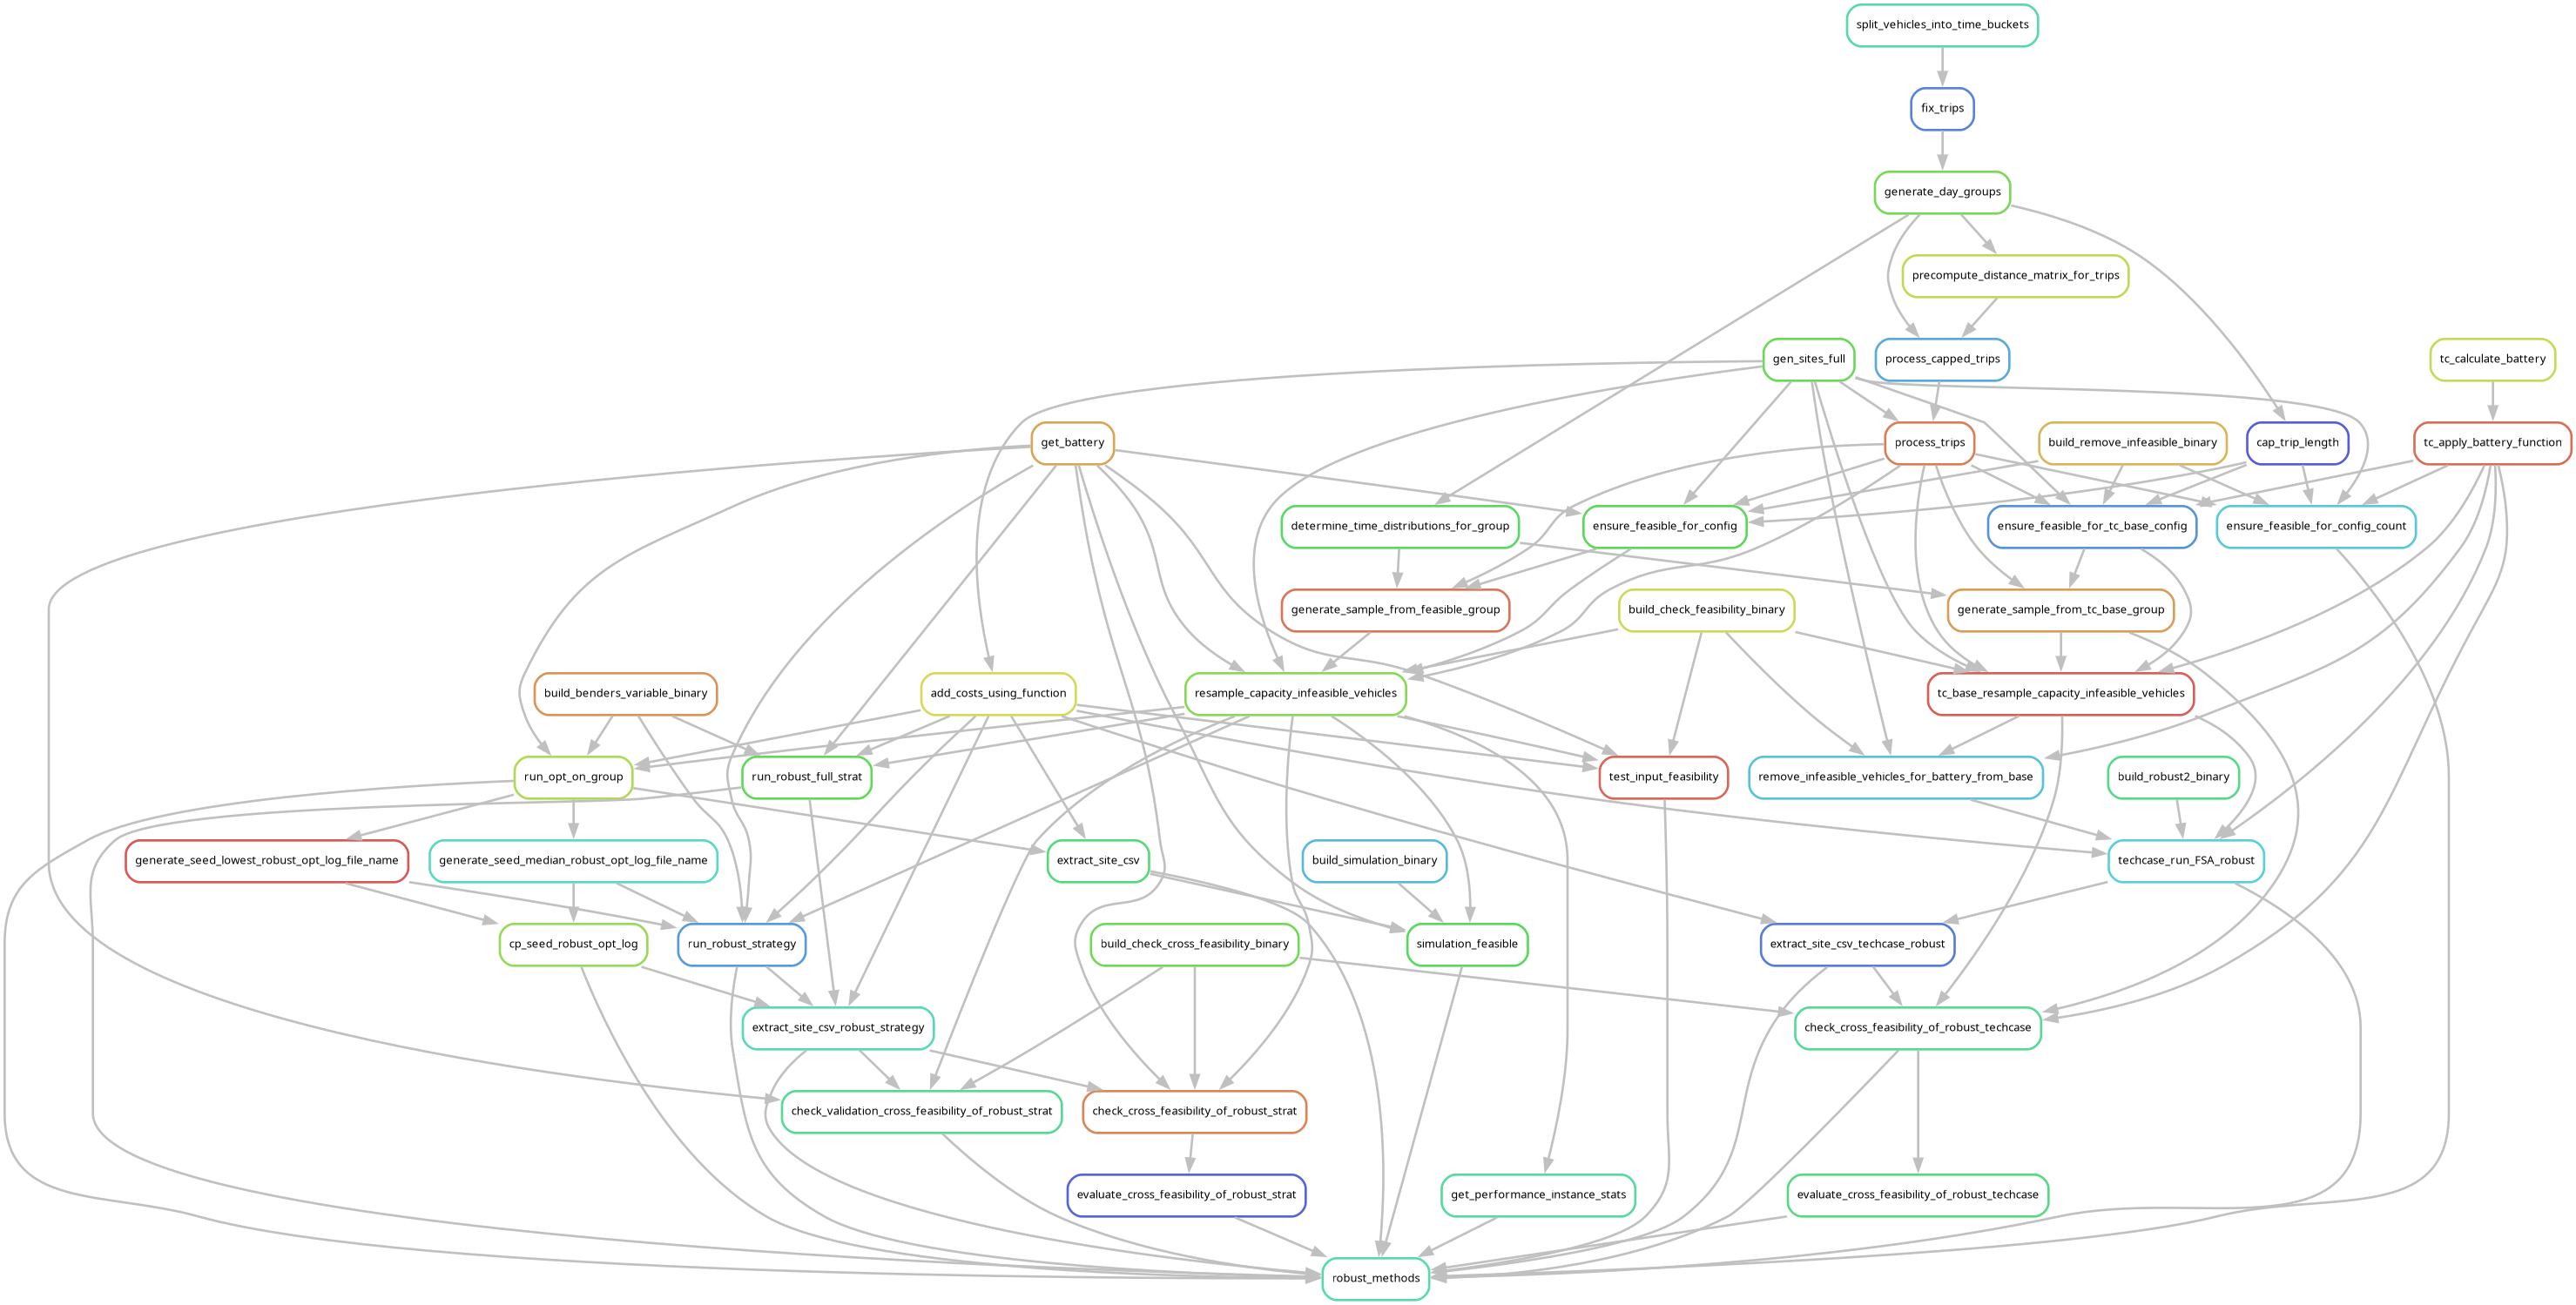 split_vehicles_into_time_buckets
fix_trips
generate_day_groups
precompute_distance_matrix_for_trips
gen_sites_full
process_capped_trips
tc_calculate_battery
get_battery
process_trips
build_remove_infeasible_binary
cap_trip_length
tc_apply_battery_function
determine_time_distributions_for_group
ensure_feasible_for_config
ensure_feasible_for_tc_base_config
ensure_feasible_for_config_count
generate_sample_from_feasible_group
build_check_feasibility_binary
generate_sample_from_tc_base_group
build_benders_variable_binary
add_costs_using_function
resample_capacity_infeasible_vehicles
tc_base_resample_capacity_infeasible_vehicles
run_opt_on_group
run_robust_full_strat
test_input_feasibility
remove_infeasible_vehicles_for_battery_from_base
build_robust2_binary
generate_seed_lowest_robust_opt_log_file_name
generate_seed_median_robust_opt_log_file_name
extract_site_csv
build_simulation_binary
techcase_run_FSA_robust
cp_seed_robust_opt_log
run_robust_strategy
build_check_cross_feasibility_binary
simulation_feasible
extract_site_csv_techcase_robust
extract_site_csv_robust_strategy
check_cross_feasibility_of_robust_techcase
check_validation_cross_feasibility_of_robust_strat
check_cross_feasibility_of_robust_strat
evaluate_cross_feasibility_of_robust_strat
get_performance_instance_stats
evaluate_cross_feasibility_of_robust_techcase
robust_methods